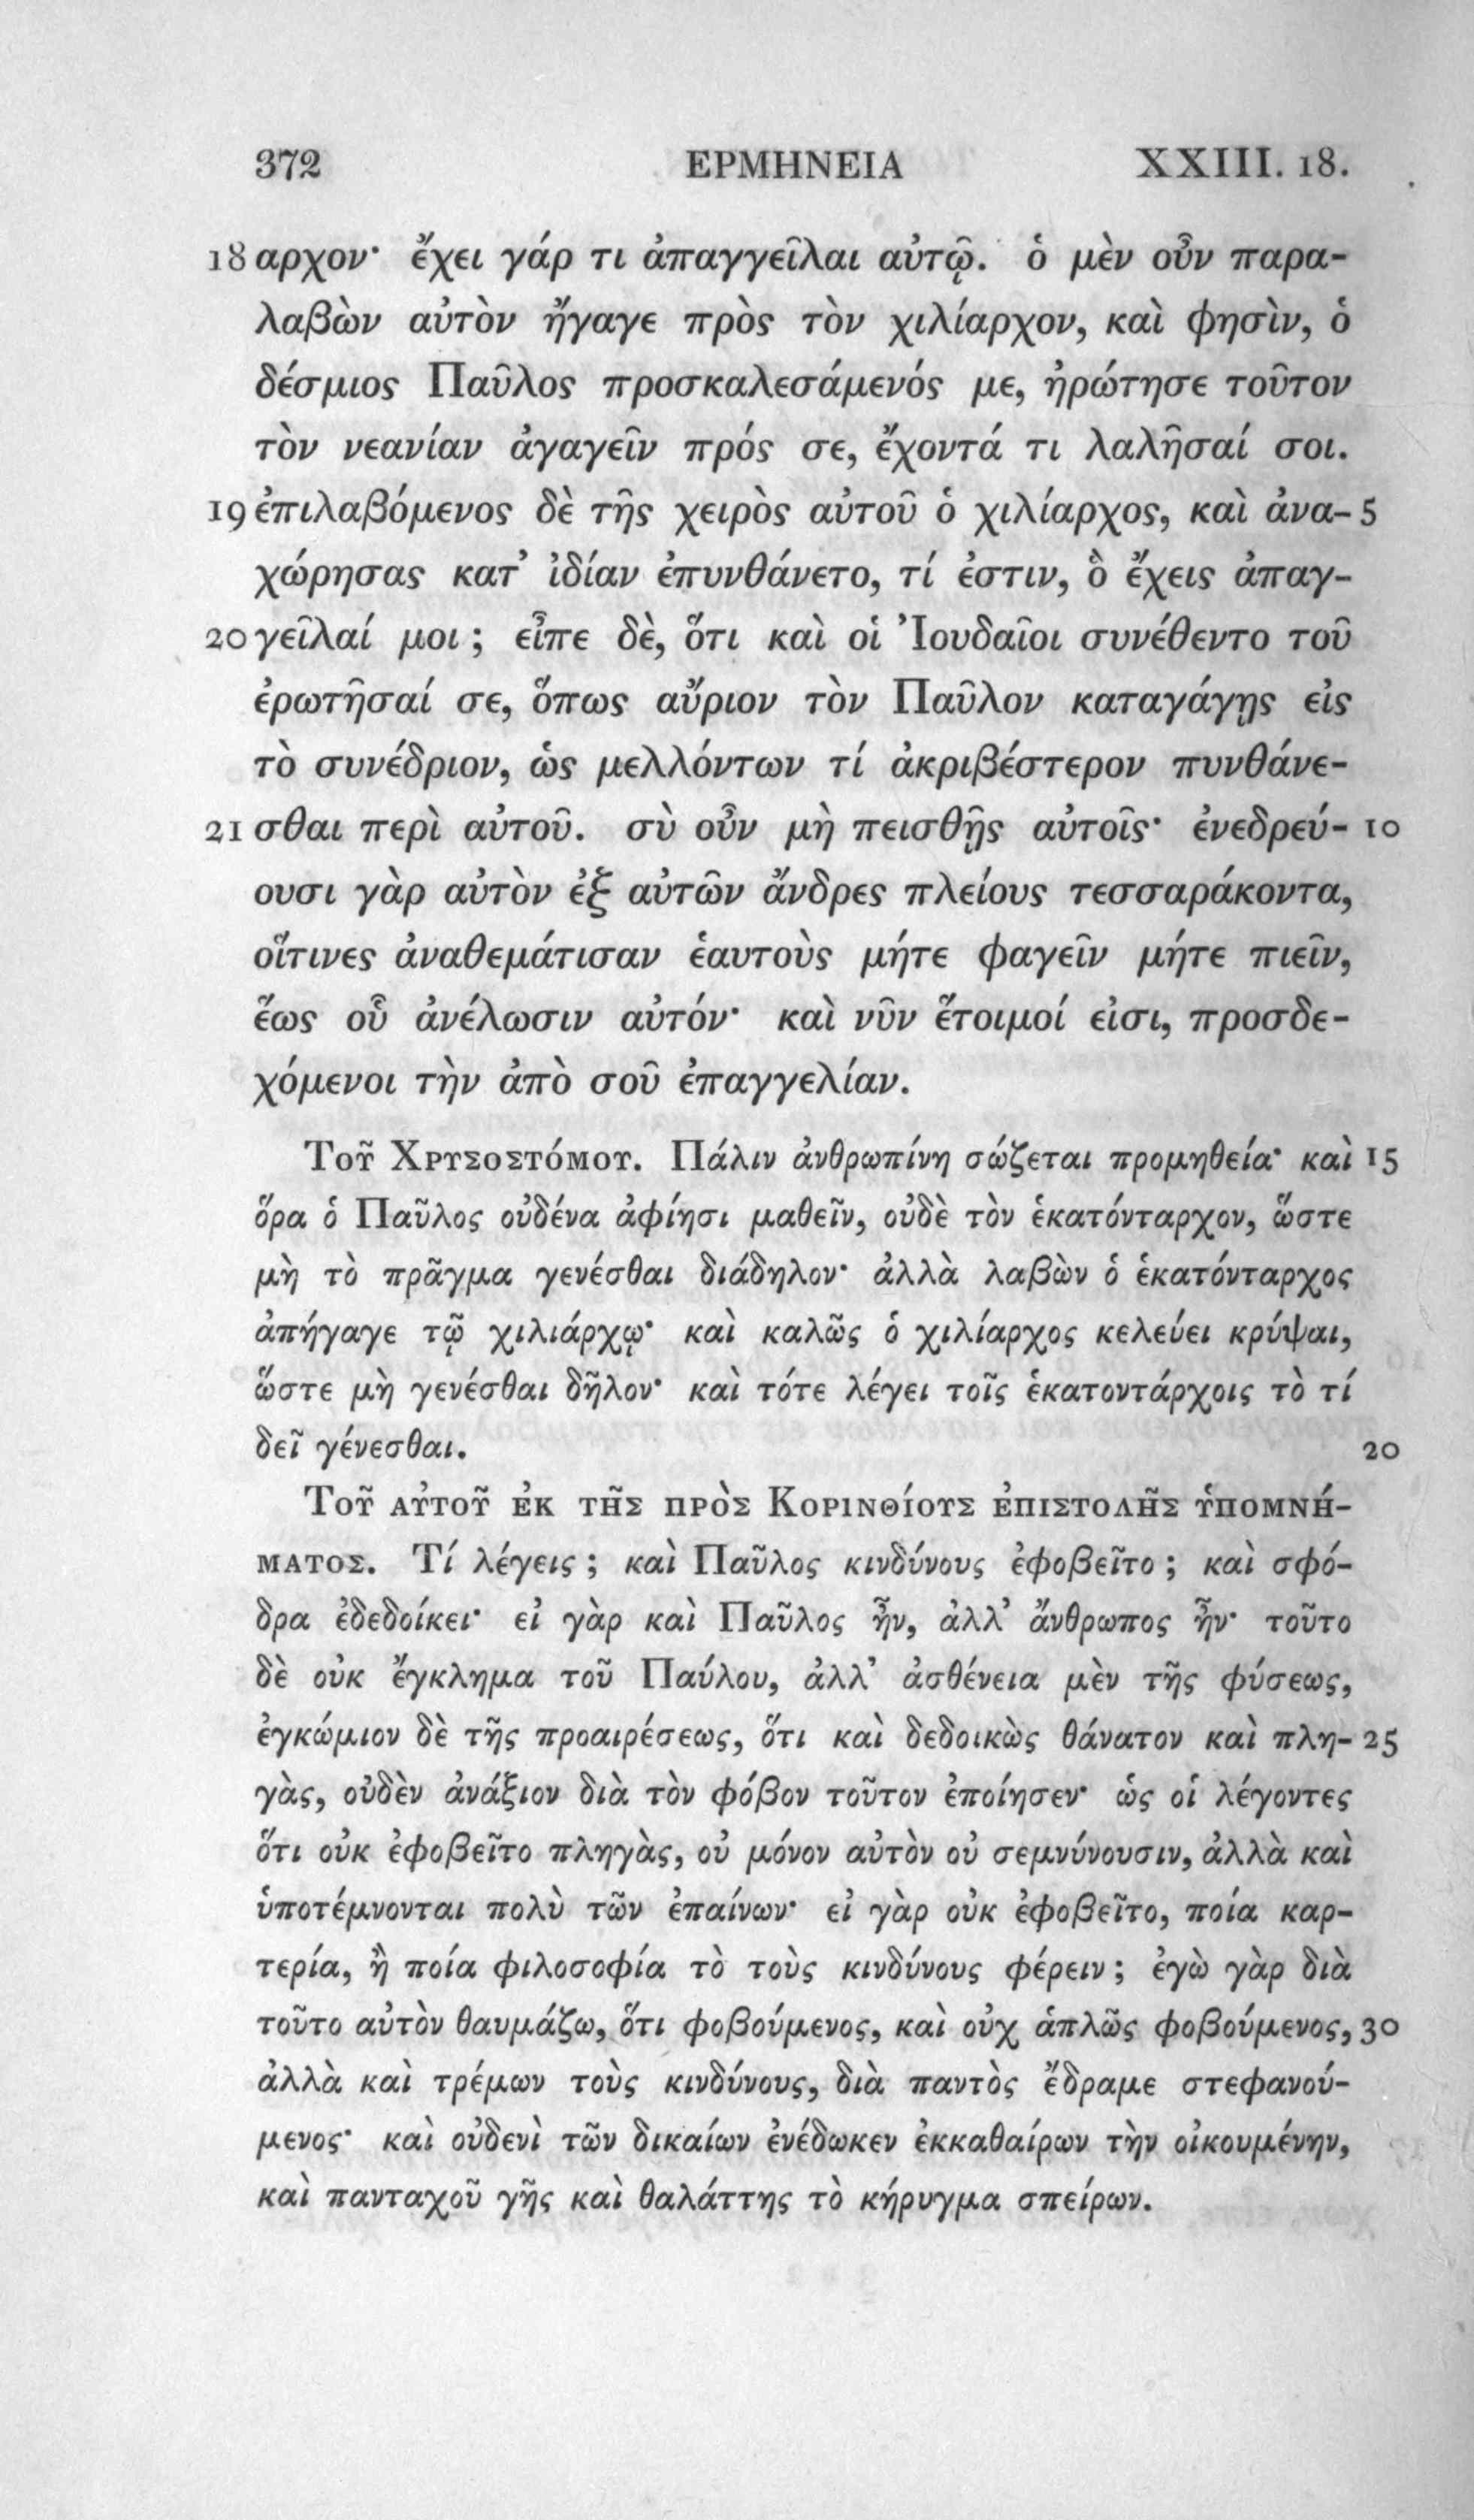 372 ΕΡΜΗΝΕΙΑ XXIII. 18.
18 αρχον· ἔχει γάρ τι ἀπαγγεῖλαι αὐτῷ. ὁ μὲν οὖν παρα-
λαβὼν αὐτὸν ἤγαγε πρὸς τὸν χιλίαρχον, καὶ φησὶν, ὁ
δέσμιος Παῦλος προσκαλεσάμενός με, ἠρώτησε τοῦτον
τὸν νεανίαν ἀγαγεῖν πρός σε, ἔχοντά τι λαλῆσαί σοι.
19 ἐπιλαβόμενος δὲ τῆς χειρὸς αὐτοῦ ὁ χιλίαρχος, καὶ ἀνα- 5
χώρησας κατ’ ἰδίαν ἐπυνθάνετο, τί ἐστιν, ὃ ἔχεις ἀπαγ-
20 γεῖλαί μοι ; εἶπε δὲ, ὅτι καὶ οἱ Ἰουδαῖοι συνέθεντο τοῦ
ἐρωτῆσαί σε, ὅπως αὔριον τὸν Παῦλον καταγάγῃς εἰς
τὸ συνέδριον, ὡς μελλόντων τί ἀκριβέστερον πυνθάνε-
21 σθαι περὶ αὐτοῦ. σὺ οὖν μὴ πεισθῇς αὐτοῖς· ἐνεδρεύ- 10
ουσι γὰρ αὐτὸν ἐξ αὐτῶν ἄνδρες πλείους τεσσαράκοντα,
οἵτινες ἀναθεμάτισαν ἑαυτοὺς μήτε φαγεῖν μήτε πιεῖν,
ἕως οὗ ἀνέλωσιν αὐτόν· καὶ νῦν ἕτοιμοί εἰσι, προσδε-
χόμενοι τὴν ἀπὸ σοῦ ἐπαγγελίαν.
Τοῦ Χρυσοστόμου. Πάλιν ἀνθρωπίνη σώζεται προμηθεία· καὶ 15
ὅρα ὁ Παῦλος οὐδένα ἀφίησι μαθεῖν, οὐδὲ τὸν ἑκατόνταρχον, ὥστε
μὴ τὸ πρᾶγμα γενέσθαι διάδηλον· ἀλλὰ λαβὼν ὁ ἑκατόνταρχος
ἀπήγαγε τῷ χιλιάρχῳ· καὶ καλῶς ὁ χιλίαρχος κελεύει κρύψαι,
ὥστε μὴ γενέσθαι δῆλον· καὶ τότε λέγει τοῖς ἑκατοντάρχοις τὸ τί
δεῖ γένεσθαι. 20
Τοῦ αὐτοῦ ἐκ τῆς πρὸς Κορινθίους ἐπιστολῆς ὑπομνή-
ματος. Τί λέγεις ; καὶ Παῦλος κινδύνους ἐφοβεῖτο ; καὶ σφό-
δρα ἐδεδοίκει· εἰ γὰρ καὶ Παῦλος ἦν, ἀλλ’ ἄνθρωπος ἦν· τοῦτο
δὲ οὐκ ἔγκλημα τοῦ Παύλου, ἀλλ’ ἀσθένεια μὲν τῆς φύσεως,
ἐγκώμιον δὲ τῆς προαιρέσεως, ὅτι καὶ δεδοικὼς θάνατον καὶ πλη- 25
γὰς, οὐδὲν ἀνάξιον διὰ τὸν φόβον τοῦτον ἐποίησεν· ὡς οἱ λέγοντες
ὅτι οὐκ ἐφοβεῖτο πληγὰς, οὐ μόνον αὐτὸν οὐ σεμνύνουσιν, ἀλλὰ καὶ
ὑποτέμνονται πολὺ τῶν ἐπαίνων· εἰ γὰρ οὐκ ἐφοβεῖτο, ποία καρ-
τερία, ἢ ποία φιλοσοφία τὸ τοὺς κινδύνους φέρειν ; ἐγὼ γὰρ διὰ
τοῦτο αὐτὸν θαυμάζω, ὅτι φοβούμενος, καὶ οὐχ ἁπλῶς φοβούμενος, 30
ἀλλὰ καὶ τρέμων τοὺς κινδύνους, διὰ παντὸς ἔδραμε στεφανού-
μενος· καὶ οὐδενὶ τῶν δικαίων ἐνέδωκεν ἐκκαθαίρων τὴν οἰκουμένην,
καὶ πανταχοῦ γῆς καὶ θαλάττης τὸ κήρυγμα σπείρων.